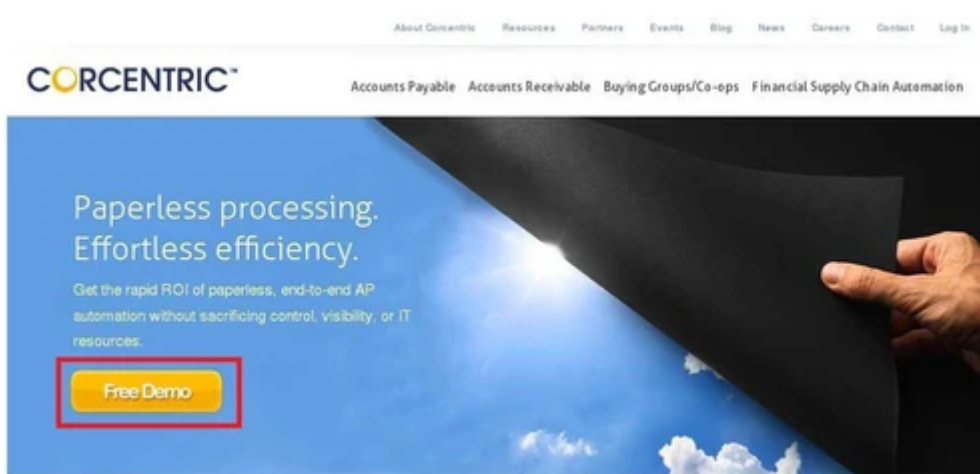 About Corcentric Resources Partners Events Blog News Careers Contact Log In
CORCENTRIC™
Accounts Payable Accounts Receivable Buying Groups/Co-ops Financial Supply Chain Automation
Paperless processing.
Effortless efficiency.
Get the rapid ROI of paperless, end-to-end AP
automation without sacrificing control, visibility, or IT
resources.
Free Demo